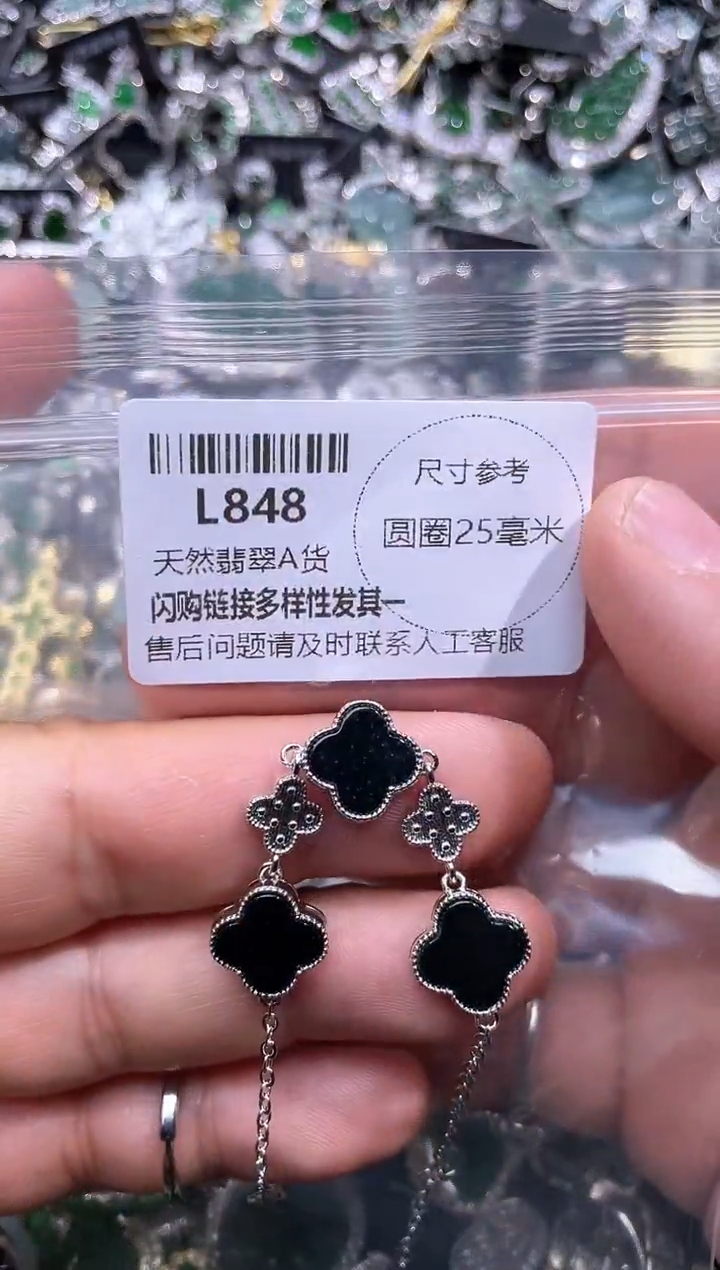 L848
尺寸参考
圆圈25毫米
天然翡翠A货
闪购链接多样性发其一
售后问题请及时联系人工客服